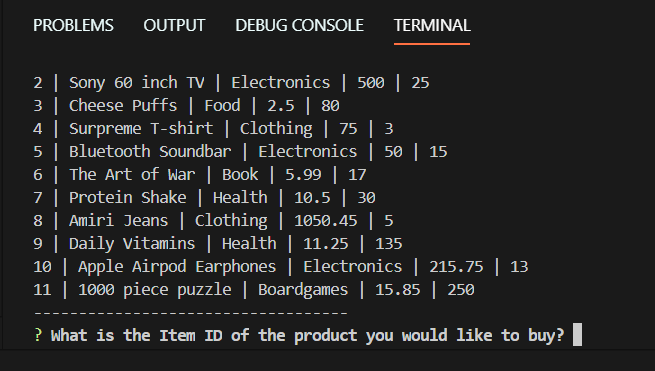 PROBLEMS OUTPUT DEBUG CONSOLE TERMINAL
2 | Sony 60 inch TV | Electronics | 500 | 25
3 | Cheese Puffs | Food | 2.5 | 80
4 | Surpreme T-shirt | Clothing | 75 | 3
5 | Bluetooth Soundbar | Electronics | 50 | 15
6 | The Art of War | Book | 5.99 | 17
7 | Protein Shake | Health | 10.5 | 30
8 | Amiri Jeans | Clothing | 1050.45 | 5
9 | Daily Vitamins | Health | 11.25 | 135
10 | Apple Airpod Earphones | Electronics | 215.75 | 13
11 | 1000 piece puzzle | Boardgames | 15.85 | 250
-----------------------------------
? What is the Item ID of the product you would like to buy?